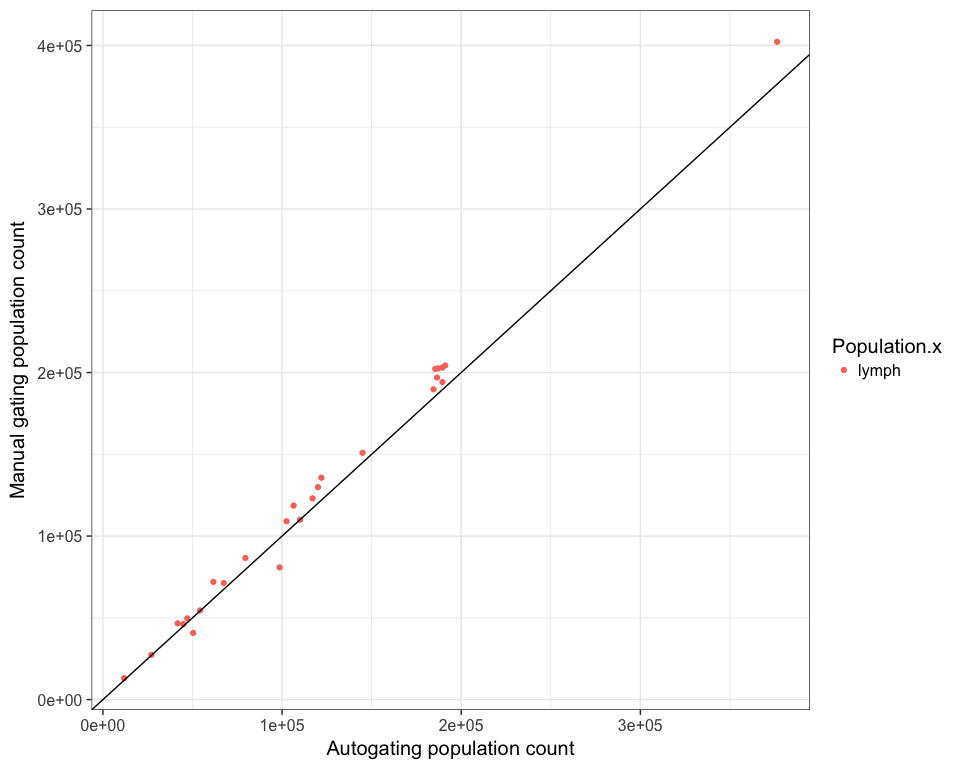 Manual gating population count
4e+05
3e+05
2e+05
1e+05
0e+00
0e+00 1e+05 2e+05 3e+05
Autogating population count
Population.x
lymph